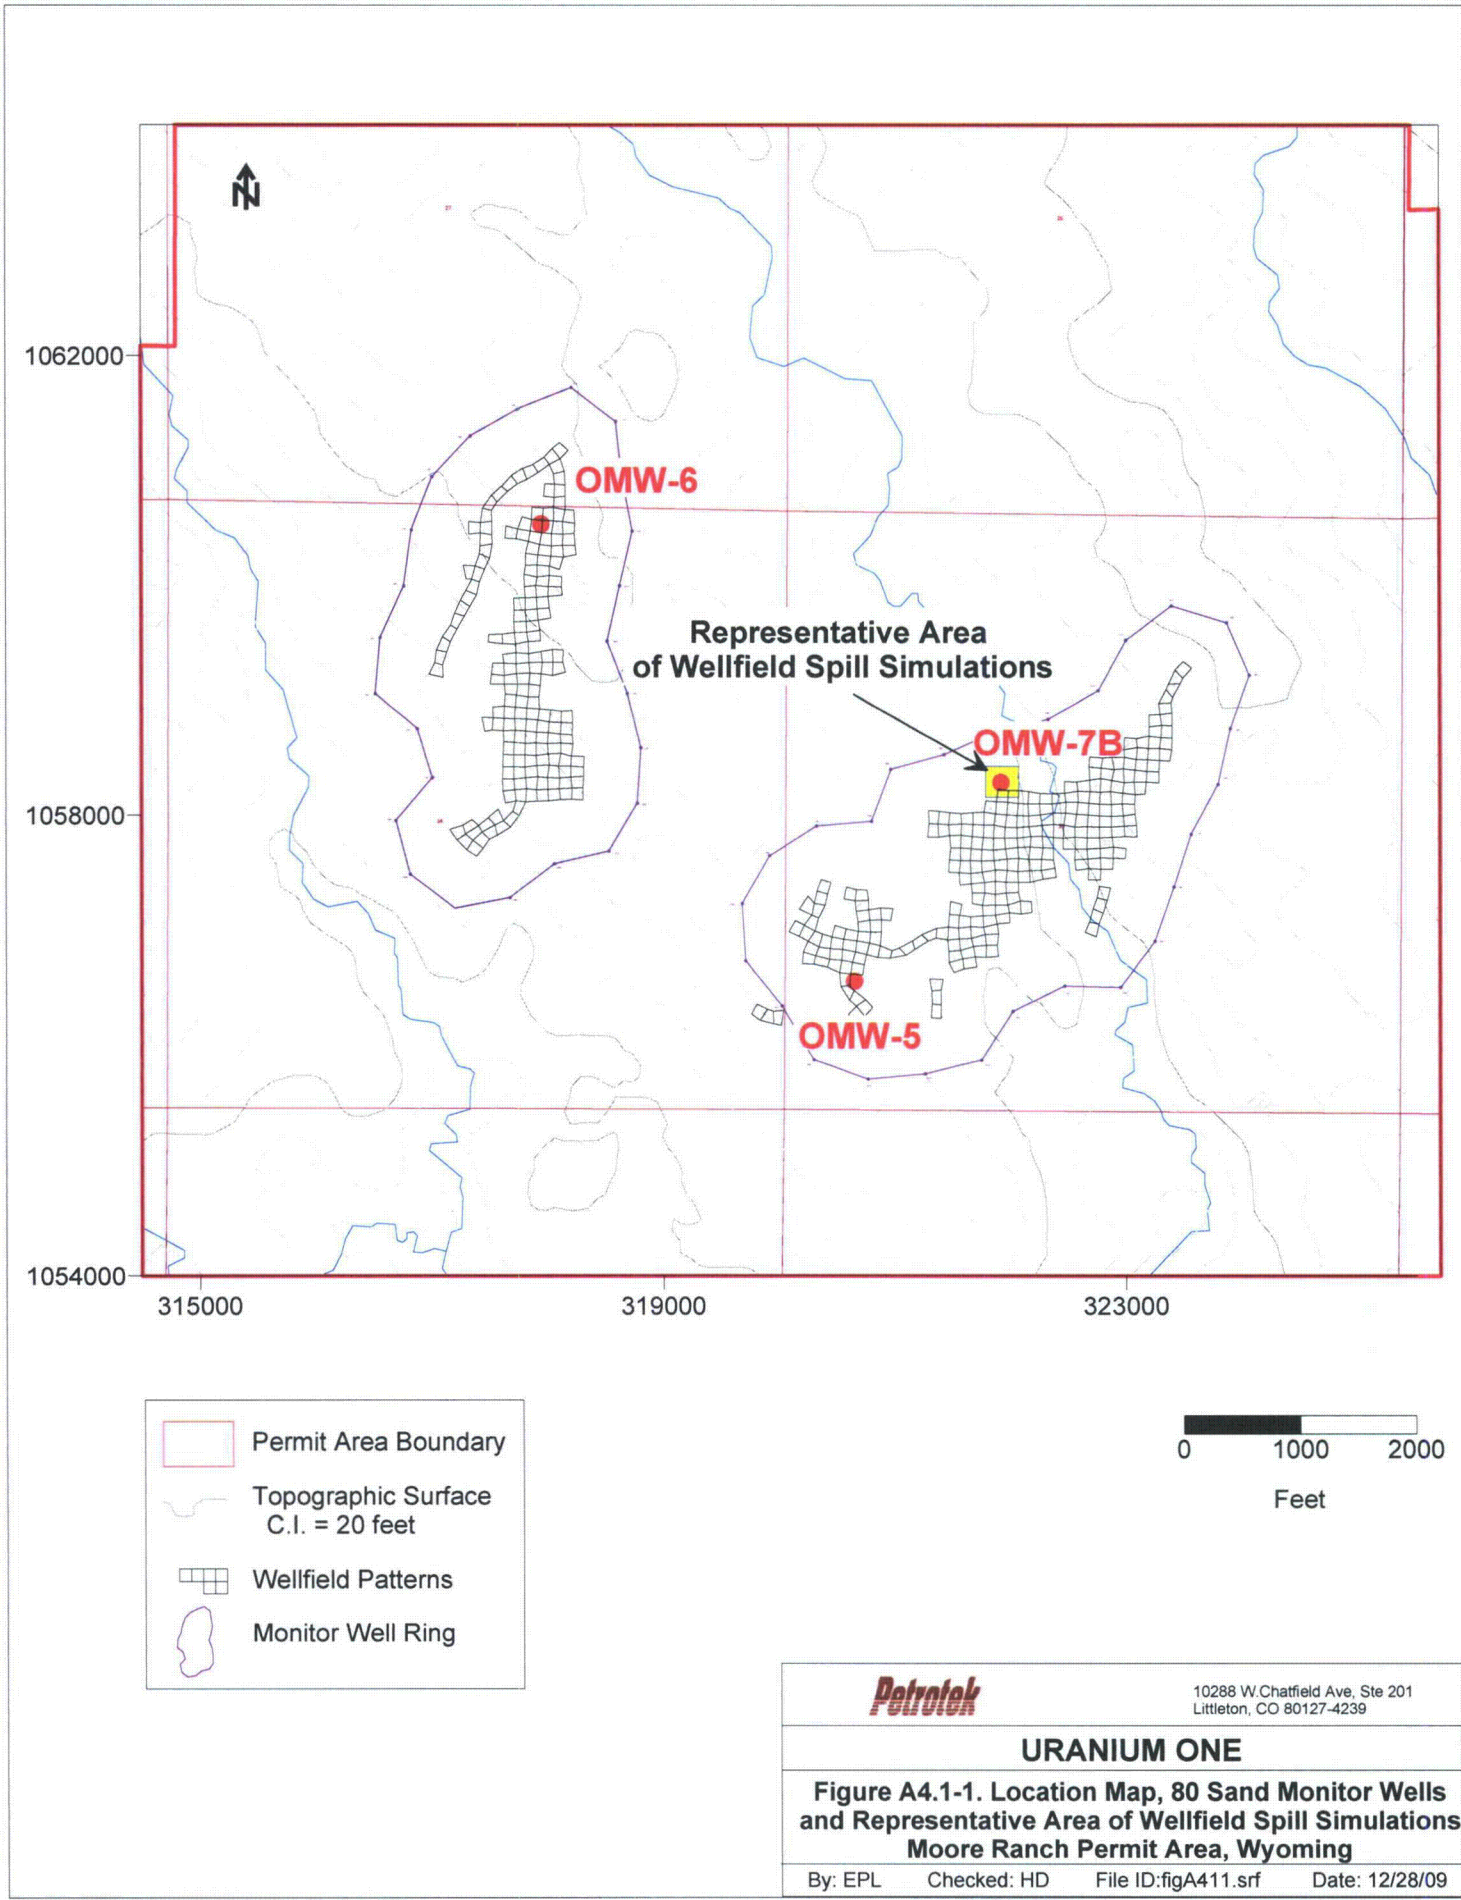 N
27
26
1062000
OMW-6
Representative Area
of Wellfield Spill Simulations
OMW-7B
1058000
OMW-5
1054000
315000
319000
323000
Permit Area Boundary
Topographic Surface
C.I. = 20 feet
Wellfield Patterns
Monitor Well Ring
0 1000 2000
Feet
Petrotek
10288 W.Chatfield Ave, Ste 201
Littleton, CO 80127-4239
URANIUM ONE
Figure A4.1-1. Location Map, 80 Sand Monitor Wells
and Representative Area of Wellfield Spill Simulations
Moore Ranch Permit Area, Wyoming
By: EPL Checked: HD File ID:figA411.srf Date: 12/28/09